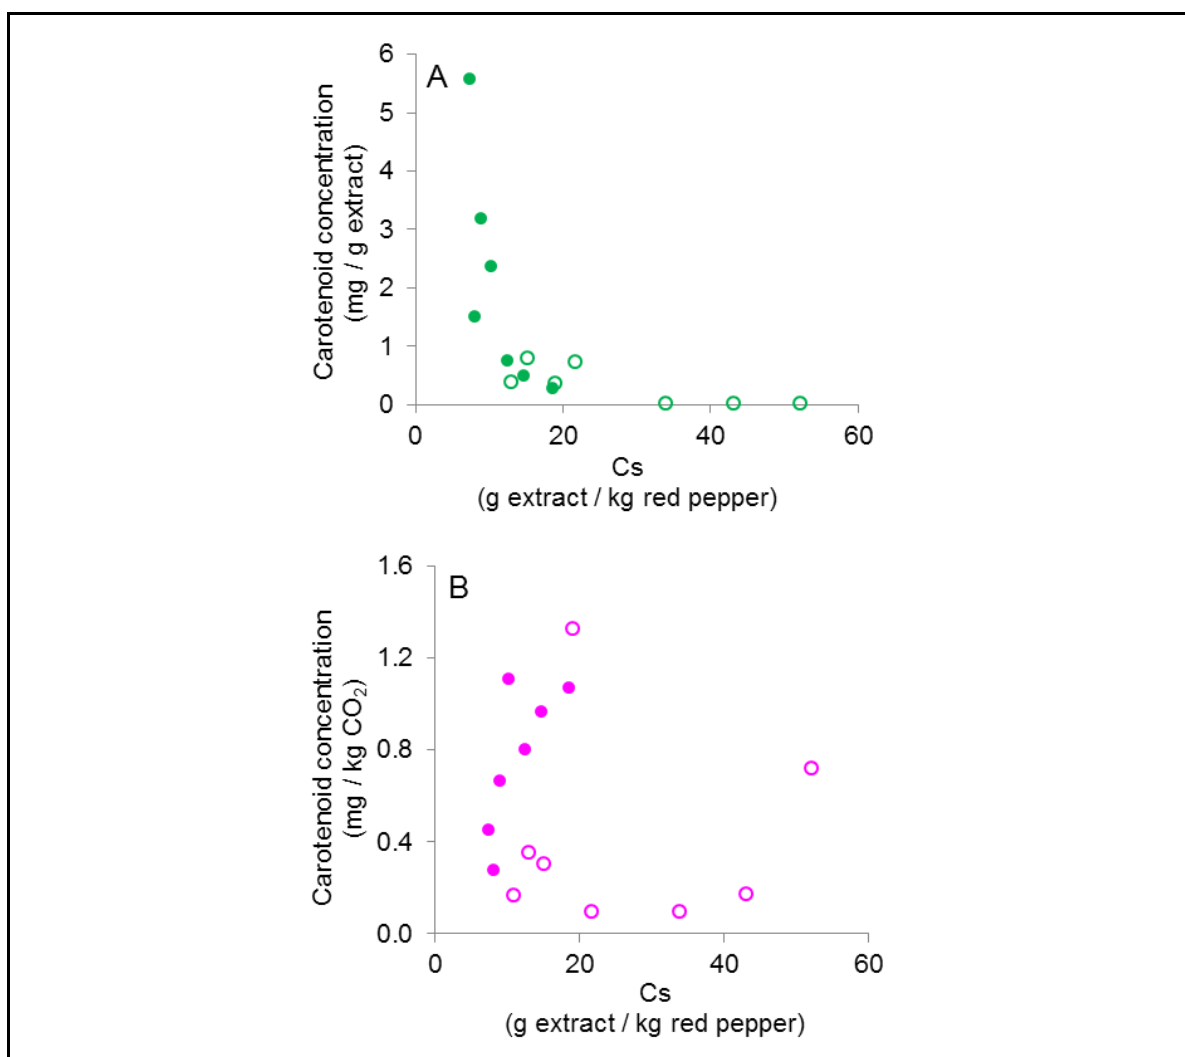 A
Carotenoid concentration
(mg / g extract)
6
5
4
3
2
1
0
0 20 40 60
Cs
(g extract / kg red pepper)
B
Carotenoid concentration
(mg / kg CO₂)
1.6
1.2
0.8
0.4
0.0
0 20 40 60
Cs
(g extract / kg red pepper)